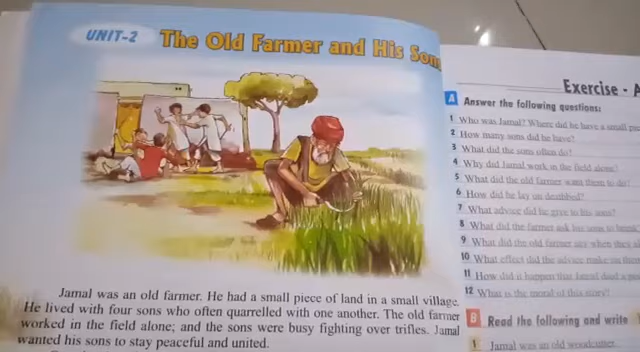 UNIT-2
The Old Farmer and His Sons
Jamal was an old farmer. He had a small piece of land in a small village.
He lived with four sons who often quarrelled with one another. The old farmer
worked in the field alone; and the sons were busy fighting over trifles. Jamal
wanted his sons to stay peaceful and united.
Exercise - A
A Answer the following questions:
1 Who was Jamal? Where did he have a small
2 How many sons did he have?
3 What did the sons often do?
4 Why did Jamal work in the field alone?
5 What did the old farmer want them to do?
6 How did he lay on deathbed?
7 What advice did he give to his sons?
8 What did the farmer ask his sons to
9 What did the old farmer say when
10 What effect did the advice make on
11 How did it happen that Jamal
12 What is the moral of this story?
B Read the following and write
1 Jamal was an old woodcutter.